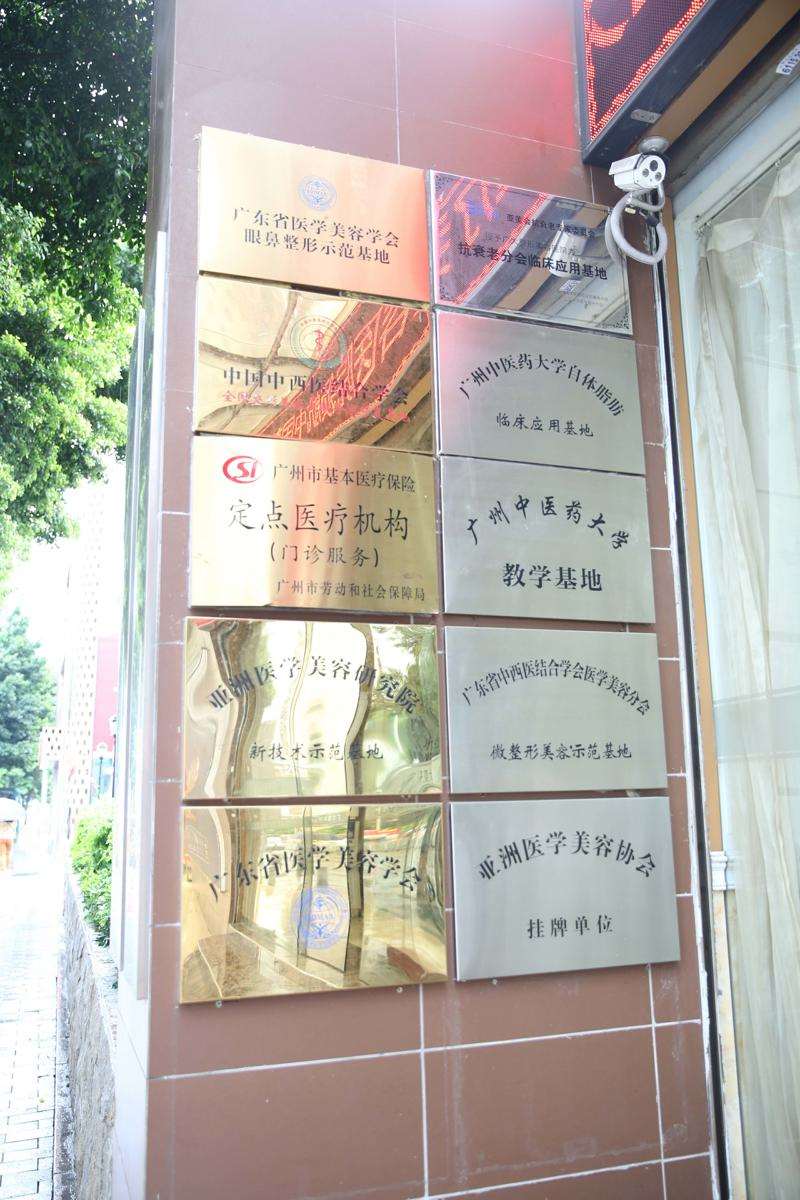 广东省医学美容学会
眼鼻整形示范基地
中国中西医结合学会
CSI 广州市基本医疗保险
定点医疗机构
(门诊服务)
广州市劳动和社会保障局
亚洲医学美容研究院
新技术示范基地
广东省医学美容学会
抗衰老分会临床应用基地
广州中医药大学自体脂肪
临床应用基地
广州中医药大学
教学基地
广东省中西医结合学会医学美容分会
微整形美容示范基地
亚洲医学美容协会
挂牌单位